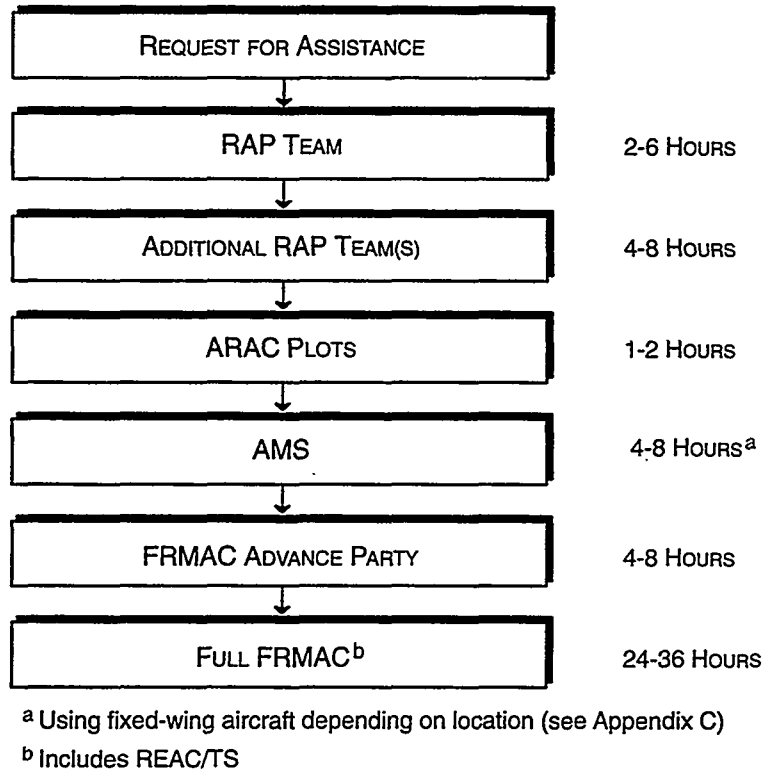 REQUEST FOR ASSISTANCE
RAP TEAM 2-6 HOURS
ADDITIONAL RAP TEAM(S) 4-8 HOURS
ARAC PLOTS 1-2 HOURS
AMS 4-8 HOURSᵃ
FRMAC ADVANCE PARTY 4-8 HOURS
FULL FRMACᵇ 24-36 HOURS
ᵃ Using fixed-wing aircraft depending on location (see Appendix C)
ᵇ Includes REAC/TS